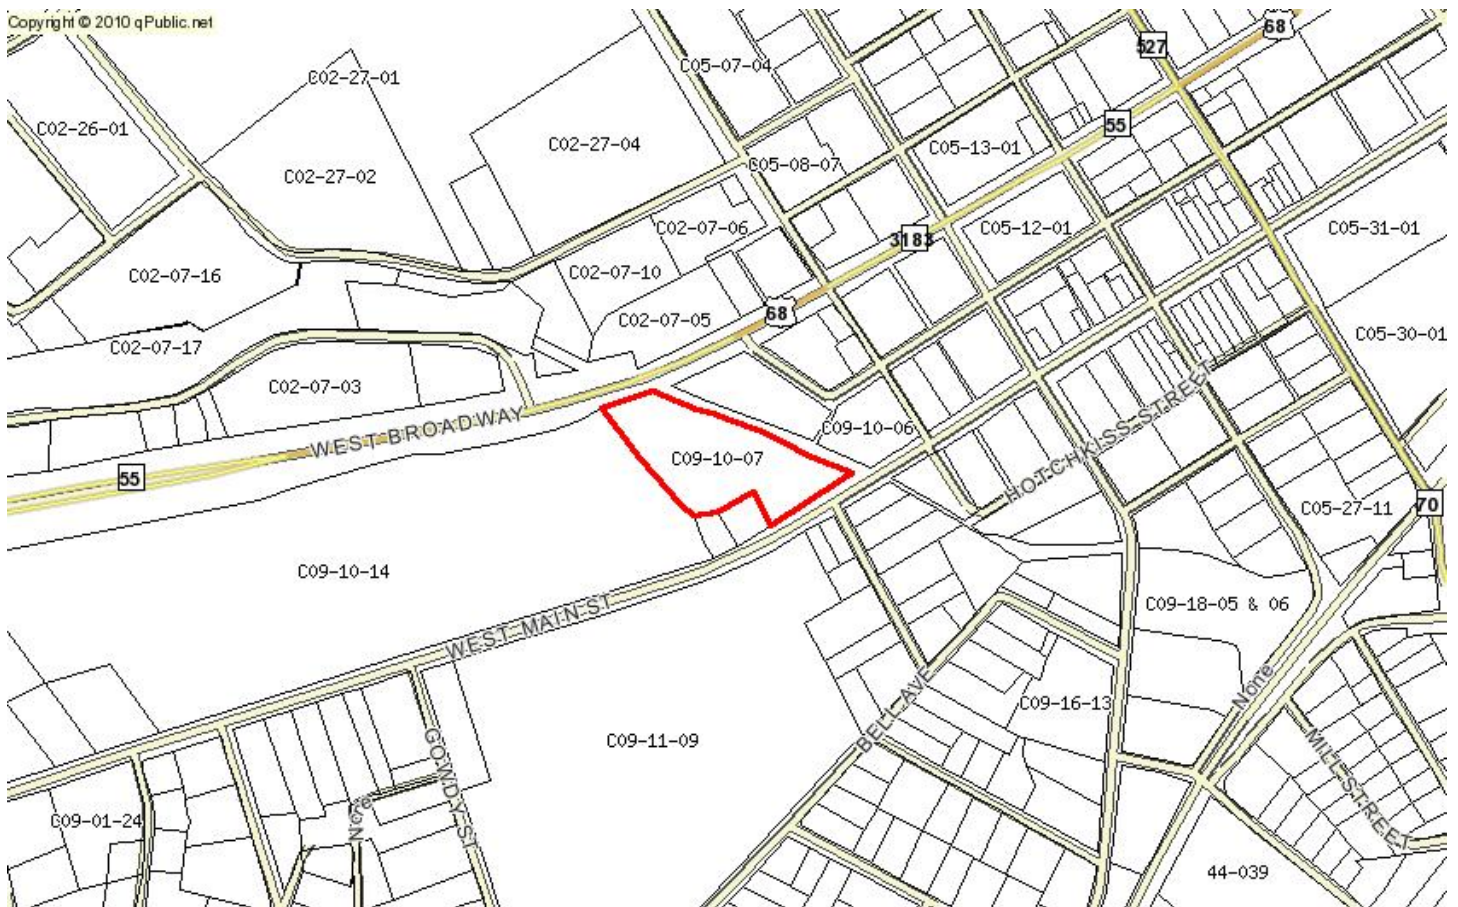 Copyright © 2010 qPublic.net
68
527
C05-07-04
C02-27-01
55
C02-26-01
C02-27-04
C05-13-01
C05-08-07
C02-27-02
C02-07-06
C05-12-01
C05-31-01
3183
C02-07-16
C02-07-10
68
C02-07-05
C05-30-01
C02-07-17
C02-07-03
HOTCHKISS STREET
WEST BROADWAY
C09-10-06
C09-10-07
55
70
C05-27-11
C09-10-14
C09-18-05 & 06
WEST MAIN ST
None
C09-16-13
BELL AVE
C09-11-09
GOWDY ST
MILL STREET
None
C09-01-24
44-039